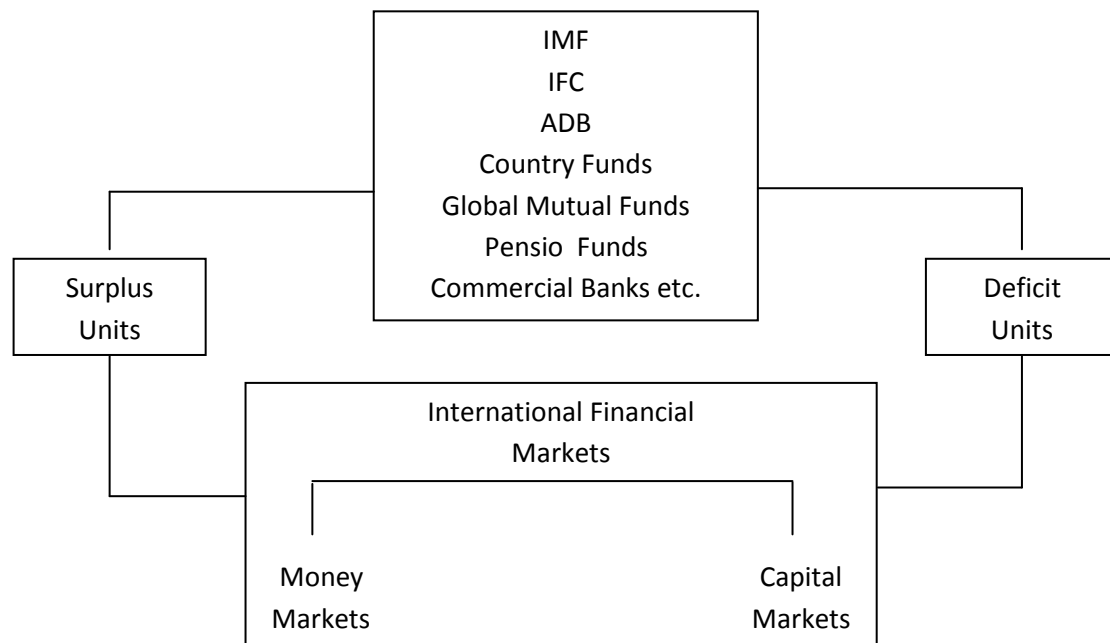 IMF
IFC
ADB
Country Funds
Global Mutual Funds
Pensio  Funds
Commercial Banks etc.
Surplus
Units
Deficit
Units
International Financial
Markets
Money
Markets
Capital
Markets